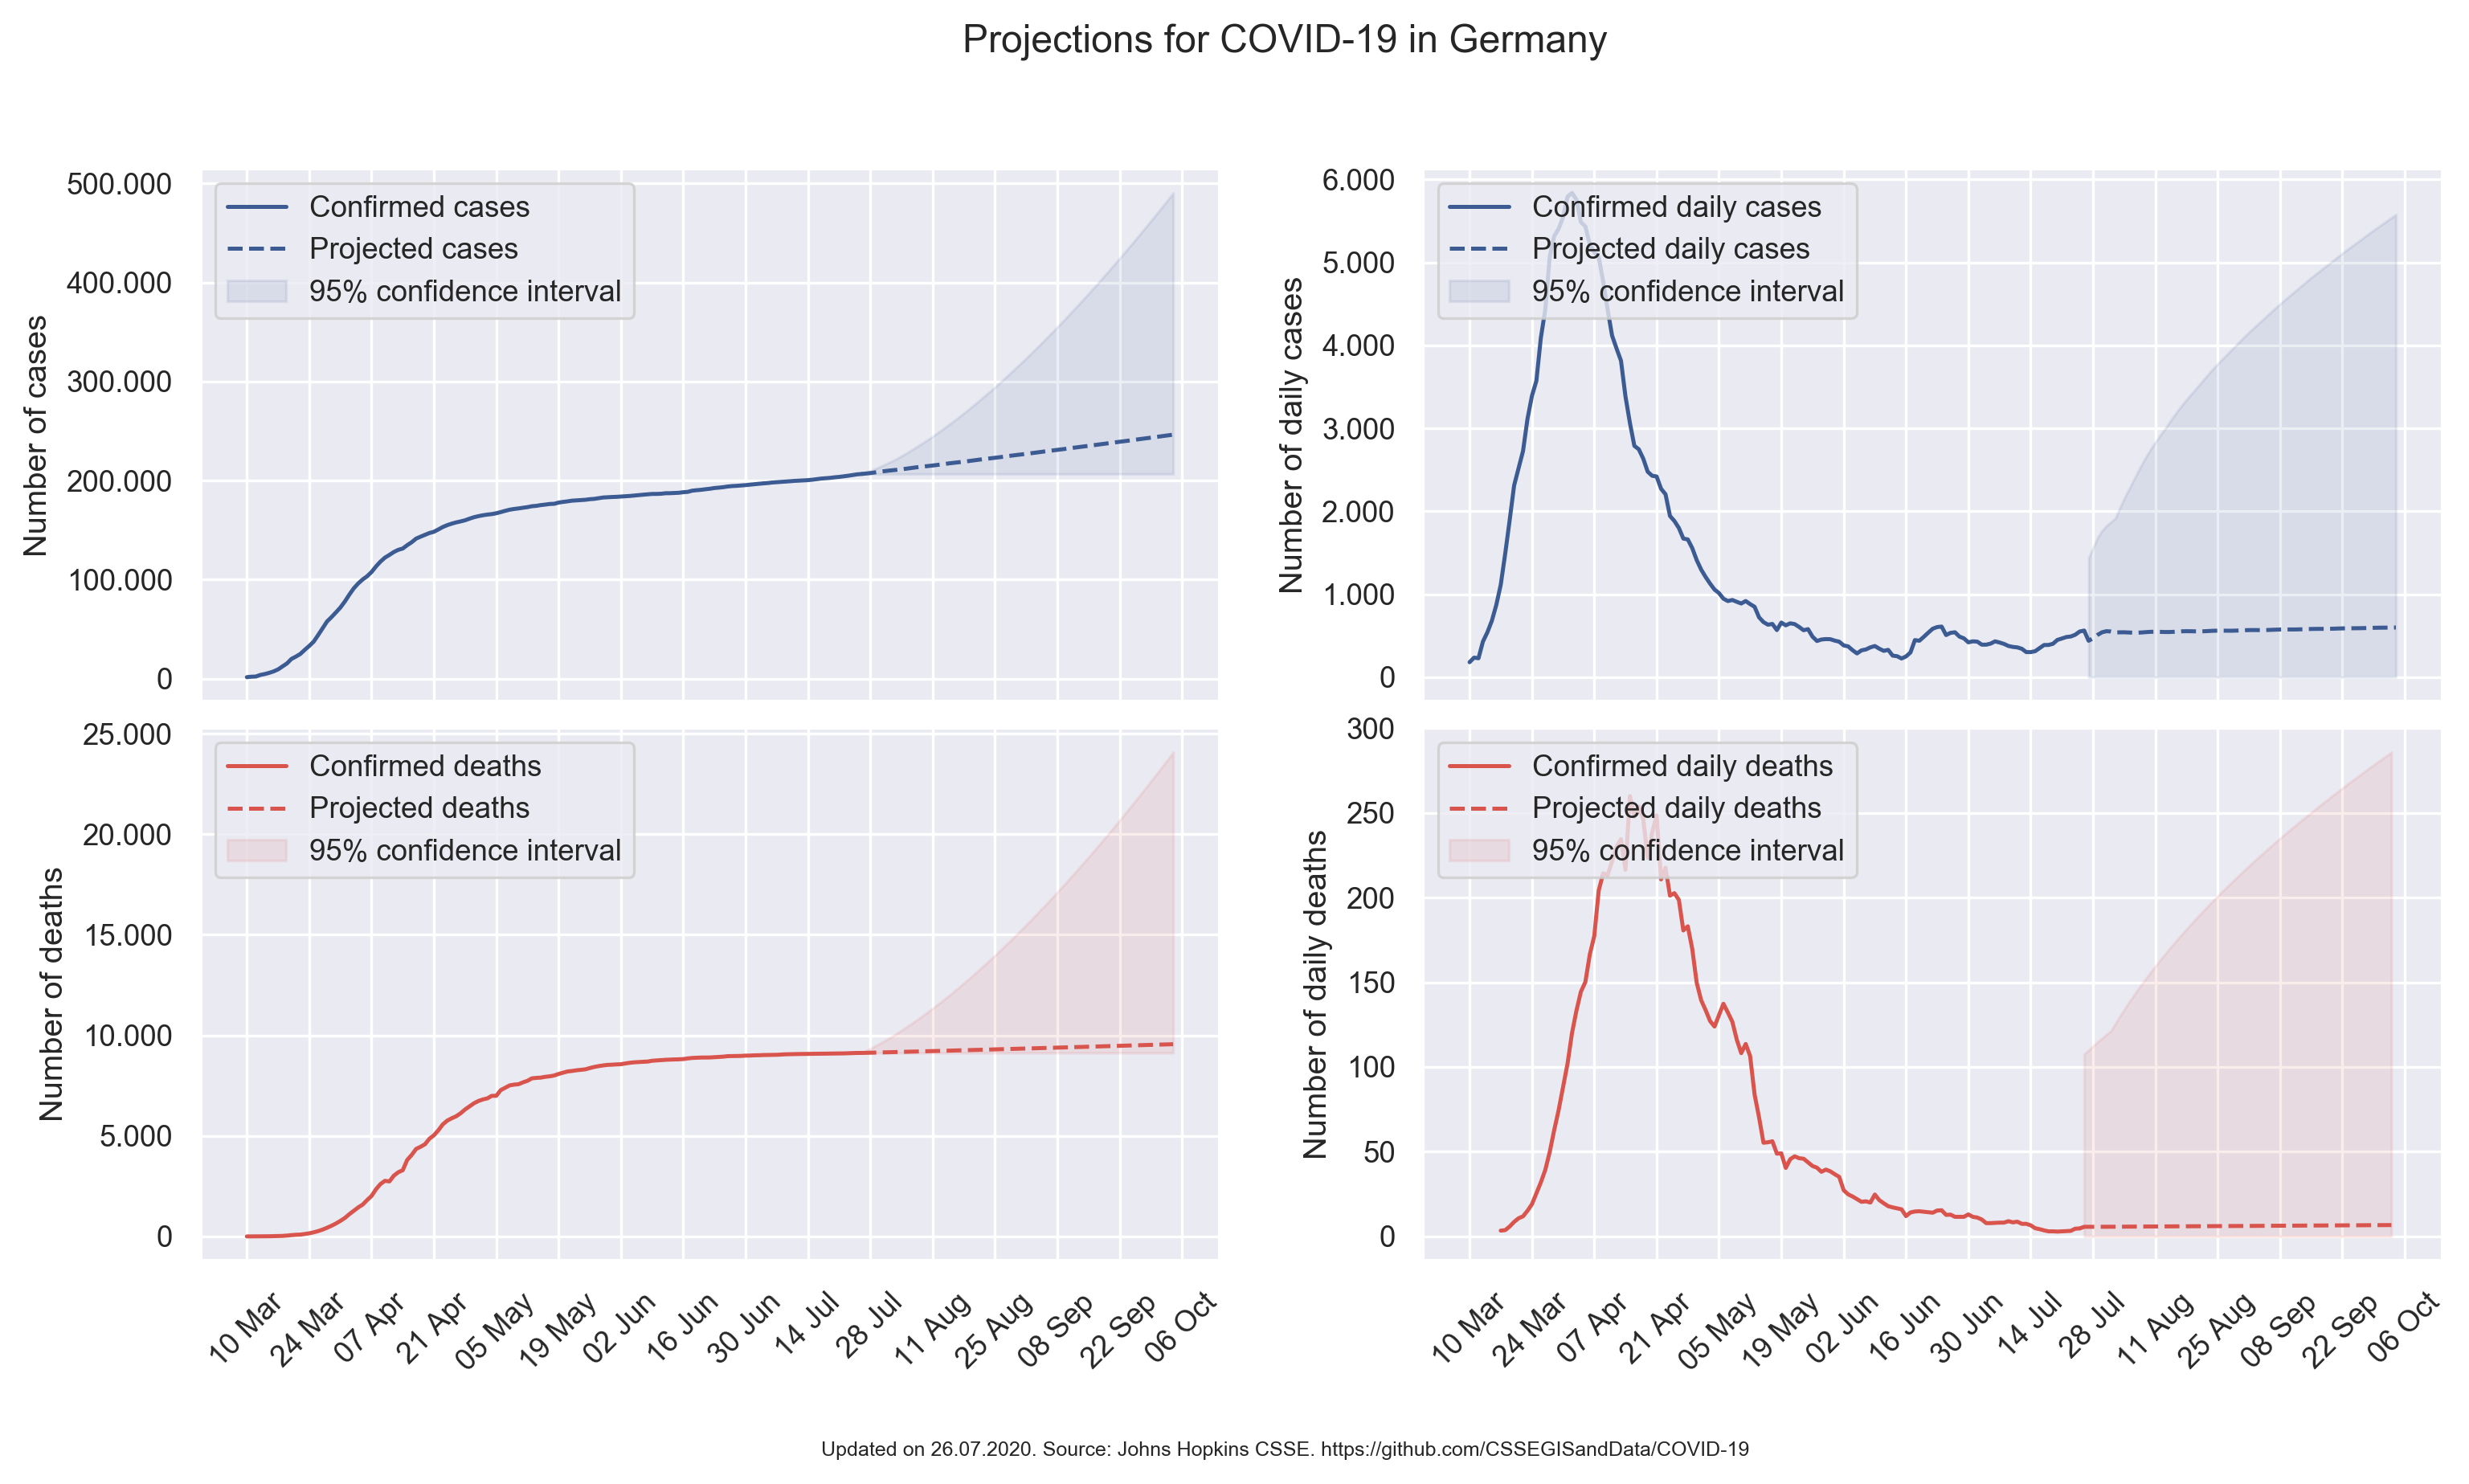 Projections for COVID-19 in Germany
Number of cases
500.000
400.000
300.000
200.000
100.000
0
Confirmed cases
Projected cases
95% confidence interval
Number of daily cases
6.000
5.000
4.000
3.000
2.000
1.000
0
Confirmed daily cases
Projected daily cases
95% confidence interval
Number of deaths
25.000
20.000
15.000
10.000
5.000
0
Confirmed deaths
Projected deaths
95% confidence interval
10 Mar
24 Mar
07 Apr
21 Apr
05 May
19 May
02 Jun
16 Jun
30 Jun
14 Jul
28 Jul
11 Aug
25 Aug
08 Sep
22 Sep
06 Oct
Number of daily deaths
300
250
200
150
100
50
0
Confirmed daily deaths
Projected daily deaths
95% confidence interval
10 Mar
24 Mar
07 Apr
21 Apr
05 May
19 May
02 Jun
16 Jun
30 Jun
14 Jul
28 Jul
11 Aug
25 Aug
08 Sep
22 Sep
06 Oct
Updated on 26.07.2020. Source: Johns Hopkins CSSE. https://github.com/CSSEGISandData/COVID-19